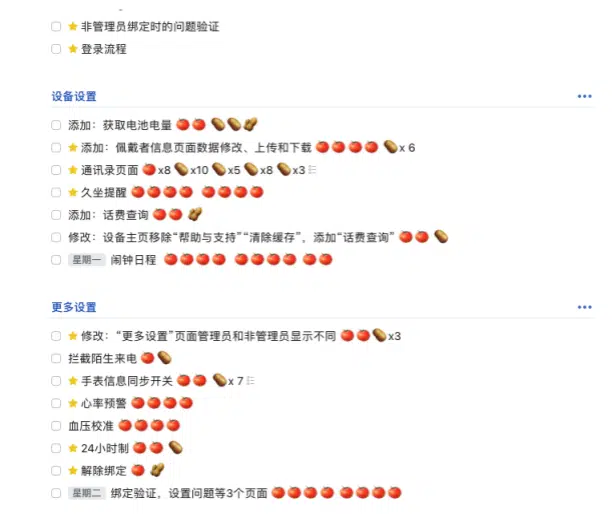 非管理员绑定时的问题验证
登录流程
设备设置
添加：获取电池电量
添加：佩戴者信息页面数据修改、上传和下载 x 6
通讯录页面 x8 x10 x5 x8 x3
久坐提醒
添加：话费查询
修改：设备主页移除“帮助与支持”“清除缓存”，添加“话费查询”
星期一 闹钟日程
更多设置
修改：“更多设置”页面管理员和非管理员显示不同 x3
拦截陌生来电
手表信息同步开关 x 7
心率预警
血压校准
24小时制
解除绑定
星期二 绑定验证，设置问题等3个页面